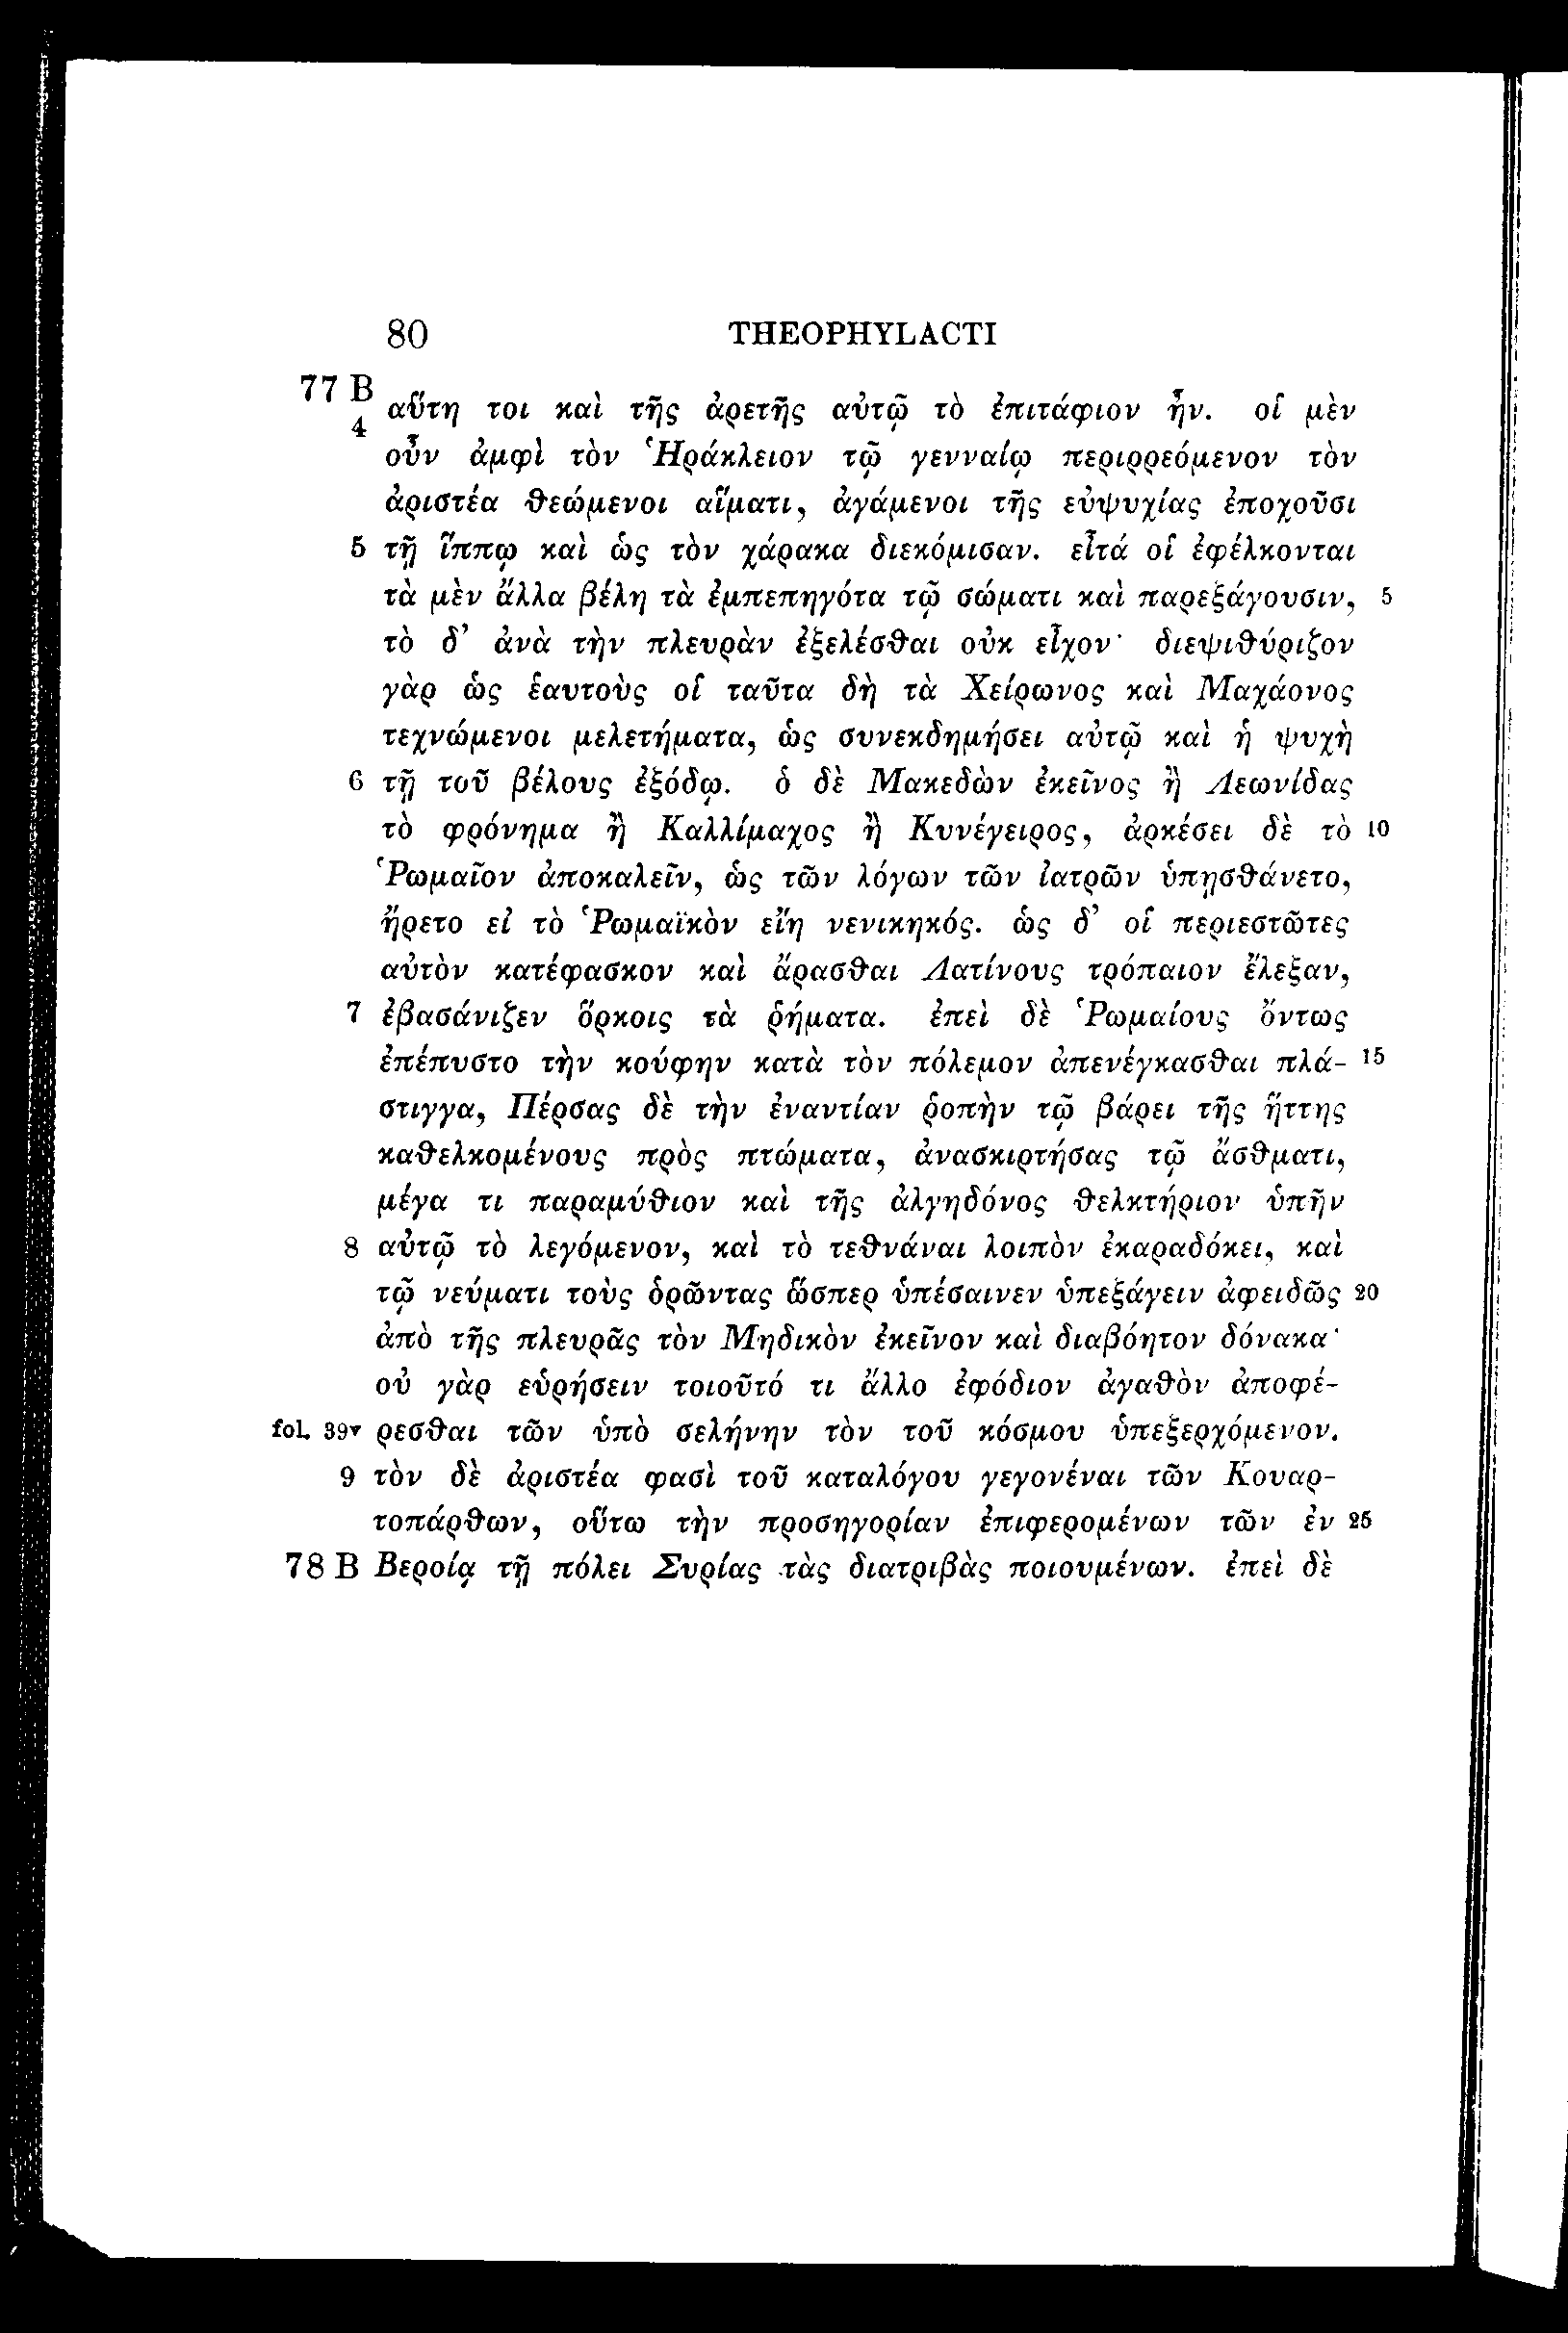 80 THEOPHYLACTI
77 B αὕτη τοι καὶ τῆς ἀρετῆς αὐτῷ τὸ ἐπιτάφιον ἦν. οἱ μὲν
4 οὖν ἀμφὶ τὸν Ἡράκλειον τῷ γενναίῳ περιρρεόμενον τὸν
ἀριστέα θεώμενοι αἵματι, ἀγάμενοι τῆς εὐψυχίας ἐποχοῦσι
5 τῇ ἵππῳ καὶ ὡς τὸν χάρακα διεκόμισαν. εἶτά οἱ ἐφέλκονται
τὰ μὲν ἄλλα βέλη τὰ ἐμπεπηγότα τῷ σώματι καὶ παρεξάγουσιν, 5
τὸ δ’ ἀνὰ τὴν πλευρὰν ἐξελέσθαι οὐκ εἶχον· διεψιθύριζον
γὰρ ὡς ἑαυτοὺς οἱ ταῦτα δὴ τὰ Χείρωνος καὶ Μαχάονος
τεχνώμενοι μελετήματα, ὡς συνεκδημήσει αὐτῷ καὶ ἡ ψυχὴ
6 τῇ τοῦ βέλους ἐξόδῳ. ὁ δὲ Μακεδὼν ἐκεῖνος ἢ Λεωνίδας
τὸ φρόνημα ἢ Καλλίμαχος ἢ Κυνέγειρος, ἀρκέσει δὲ τὸ 10
Ῥωμαῖον ἀποκαλεῖν, ὡς τῶν λόγων τῶν ἰατρῶν ὑπῃσθάνετο,
ἤρετο εἰ τὸ Ῥωμαϊκὸν εἴη νενικηκός. ὡς δ’ οἱ περιεστῶτες
αὐτὸν κατέφασκον καὶ ἄρασθαι Λατίνους τρόπαιον ἔλεξαν,
7 ἐβασάνιζεν ὅρκοις τὰ ῥήματα. ἐπεὶ δὲ Ῥωμαίους ὄντως
ἐπέπυστο τὴν κούφην κατὰ τὸν πόλεμον ἀπενέγκασθαι πλά- 15
στιγγα, Πέρσας δὲ τὴν ἐναντίαν ῥοπὴν τῷ βάρει τῆς ἥττης
καθελκομένους πρὸς πτώματα, ἀνασκιρτήσας τῷ ἄσθματι,
μέγα τι παραμύθιον καὶ τῆς ἀλγηδόνος θελκτήριον ὑπῆν
8 αὐτῷ τὸ λεγόμενον, καὶ τὸ τεθνάναι λοιπὸν ἐκαραδόκει, καὶ
τῷ νεύματι τοὺς ὁρῶντας ὥσπερ ὑπέσαινεν ὑπεξάγειν ἀφειδῶς 20
ἀπὸ τῆς πλευρᾶς τὸν Μηδικὸν ἐκεῖνον καὶ διαβόητον δόνακα·
οὐ γὰρ εὑρήσειν τοιοῦτό τι ἄλλο ἐφόδιον ἀγαθὸν ἀποφέ-
fol. 39v ρεσθαι τῶν ὑπὸ σελήνην τὸν τοῦ κόσμου ὑπεξερχόμενον.
9 τὸν δὲ ἀριστέα φασὶ τοῦ καταλόγου γεγονέναι τῶν Κουαρ-
τοπάρθων, οὕτω τὴν προσηγορίαν ἐπιφερομένων τῶν ἐν 25
78 B Βεροίᾳ τῇ πόλει Συρίας τὰς διατριβὰς ποιουμένων. ἐπεὶ δὲ